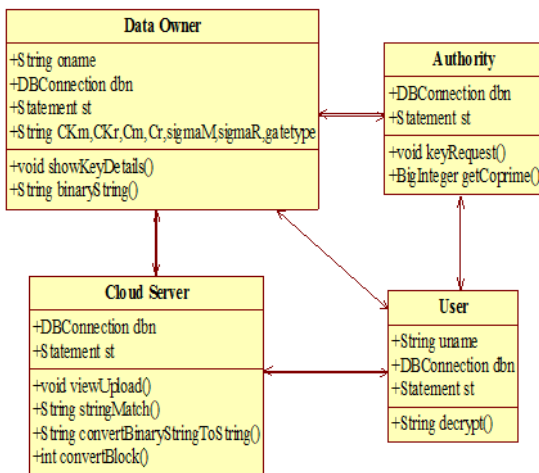 Data Owner
+String oname
+DBConnection dbn
+Statement st
+String CKm,CKr,Cm,Cr,sigmaM,sigmaR,gatetype
+void showKeyDetails()
+String binaryString()
Authority
+DBConnection dbn
+Statement st
+void keyRequest()
+BigInteger getCoprime()
Cloud Server
+DBConnection dbn
+Statement st
+void viewUpload()
+String stringMatch()
+String convertBinaryStringToString()
+int convertBlock()
User
+String uname
+DBConnection dbn
+Statement st
+String decrypt()